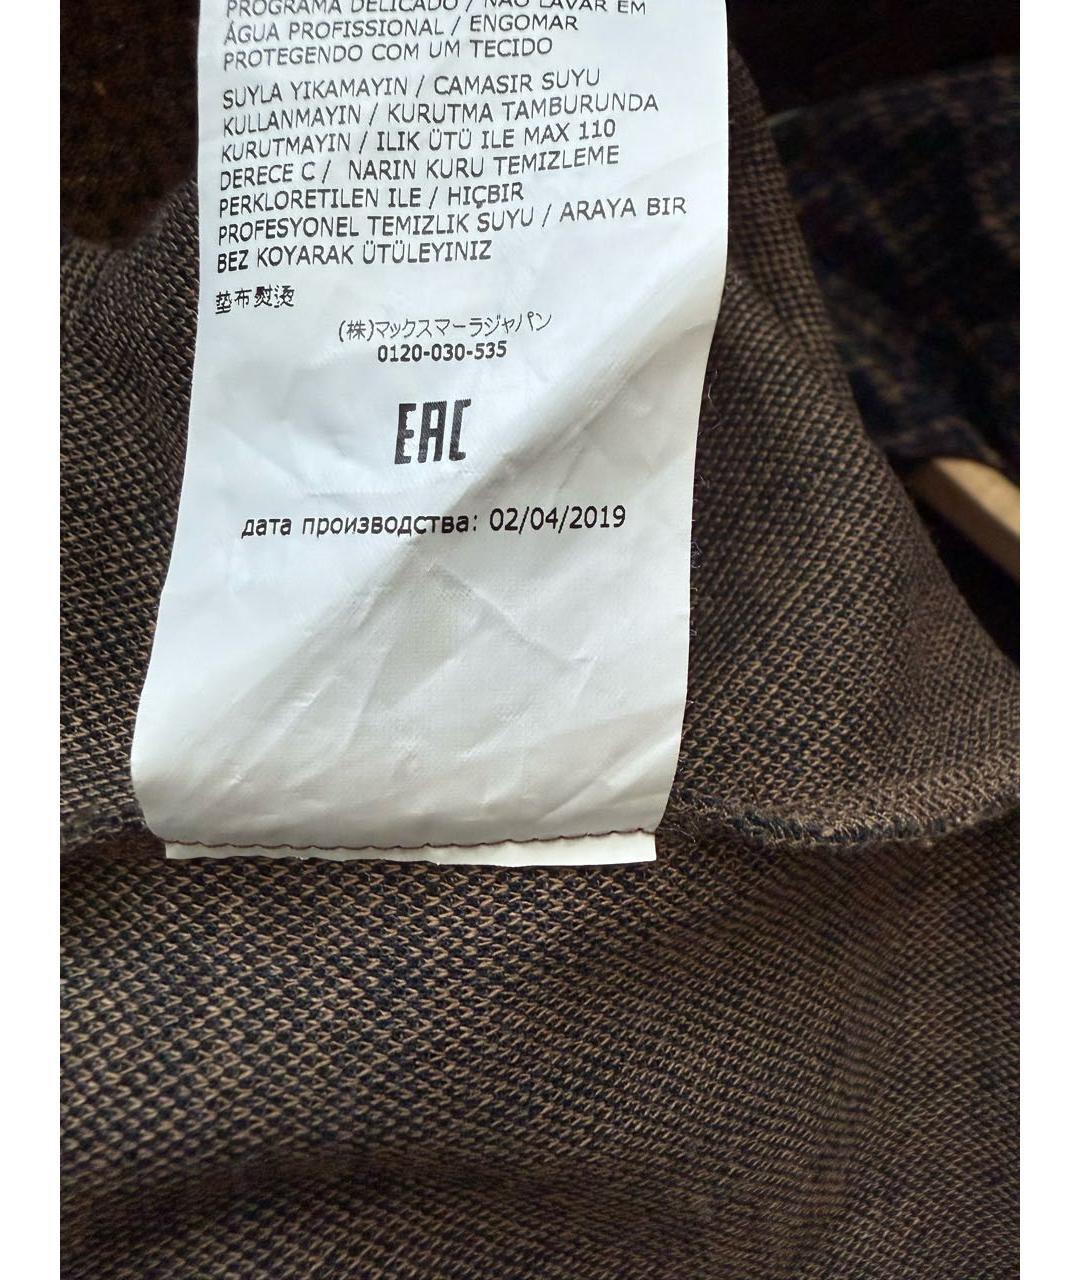 PROGRAMA DELICADO / NÃO LAVAR EM
ÁGUA PROFISSIONAL / ENGOMAR
PROTEGENDO COM UM TECIDO
SUYLA YIKAMAYIN / CAMASIR SUYU
KULLANMAYIN / KURUTMA TAMBURUNDA
KURUTMAYIN / ILIK ÜTÜ ILE MAX 110
DERECE C / NARIN KURU TEMIZLEME
PERKLORETILEN ILE / HIÇBIR
PROFESYONEL TEMIZLIK SUYU / ARAYA BIR
BEZ KOYARAK ÜTÜLEYINIZ
垫布熨烫
(株)マックスマーラジャパン
0120-030-535
EAC
дата производства: 02/04/2019